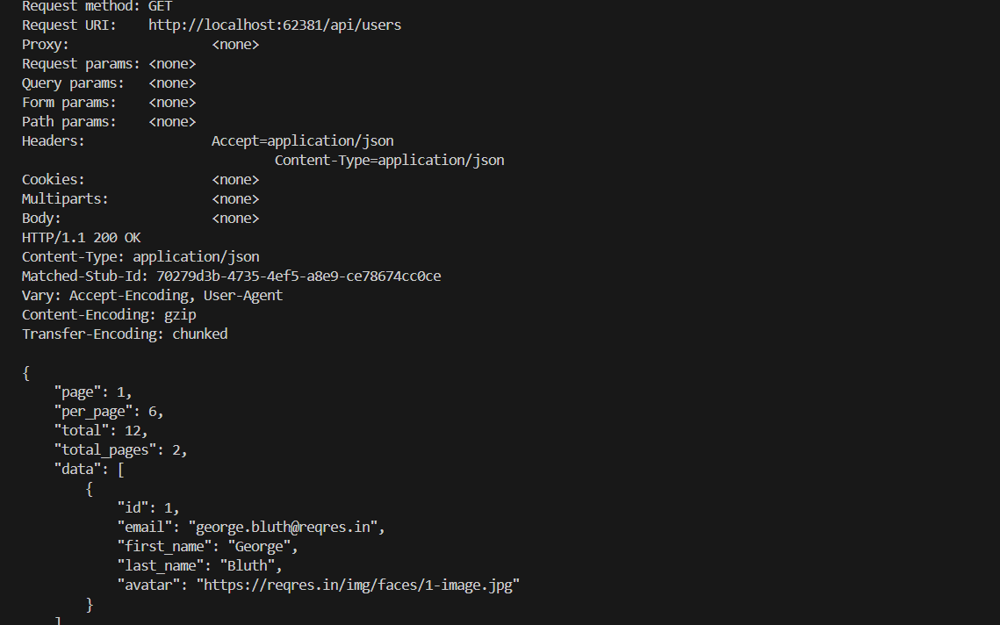 Request method: GET
Request URI: http://localhost:62381/api/users
Proxy: <none>
Request params: <none>
Query params: <none>
Form params: <none>
Path params: <none>
Headers: Accept=application/json
Content-Type=application/json
Cookies: <none>
Multiparts: <none>
Body: <none>
HTTP/1.1 200 OK
Content-Type: application/json
Matched-Stub-Id: 70279d3b-4735-4ef5-a8e9-ce78674cc0ce
Vary: Accept-Encoding, User-Agent
Content-Encoding: gzip
Transfer-Encoding: chunked
{
"page": 1,
"per_page": 6,
"total": 12,
"total_pages": 2,
"data": [
{
"id": 1,
"email": "george.bluth@reqres.in",
"first_name": "George",
"last_name": "Bluth",
"avatar": "https://reqres.in/img/faces/1-image.jpg"
}
]